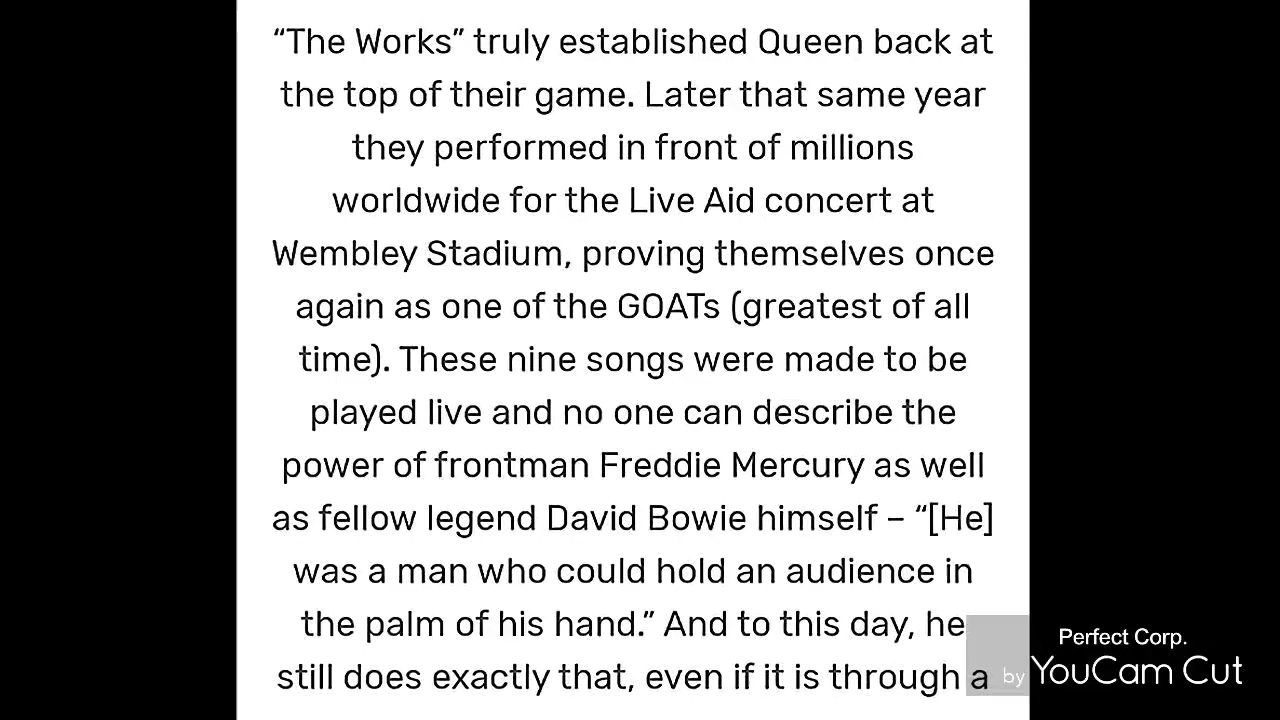 “The Works” truly established Queen back at
the top of their game. Later that same year
they performed in front of millions
worldwide for the Live Aid concert at
Wembley Stadium, proving themselves once
again as one of the GOATs (greatest of all
time). These nine songs were made to be
played live and no one can describe the
power of frontman Freddie Mercury as well
as fellow legend David Bowie himself – “[He]
was a man who could hold an audience in
the palm of his hand.” And to this day, he
still does exactly that, even if it is through a
Perfect Corp.
by YouCam Cut